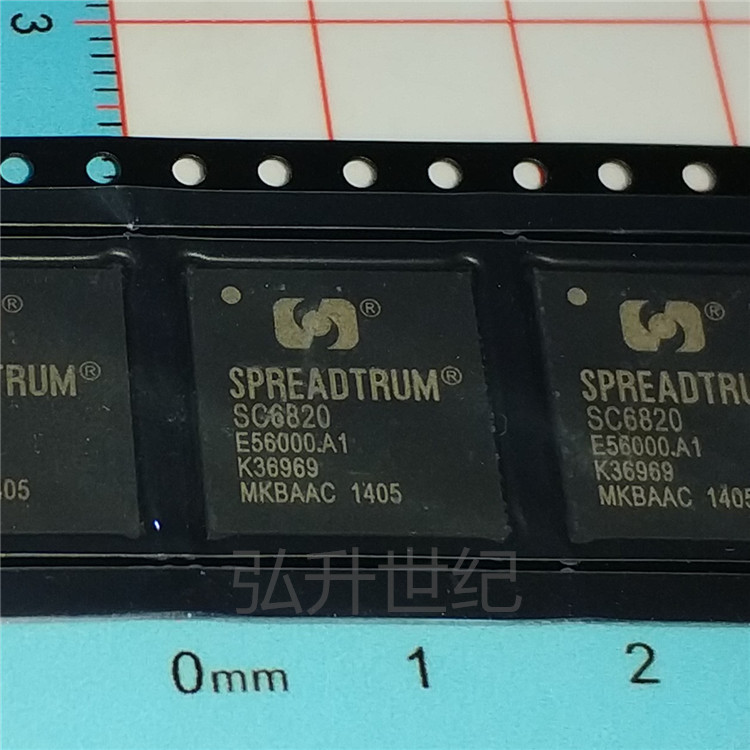 3
®
SPREADTRUM®
SC6820
E56000.A1
K36969
MKBAAC 1405
®
TRUM®
405
®
SPREADTRU
SC6820
E56000.A1
K36969
MKBAAC 1405
弘升世纪
0mm 1 2